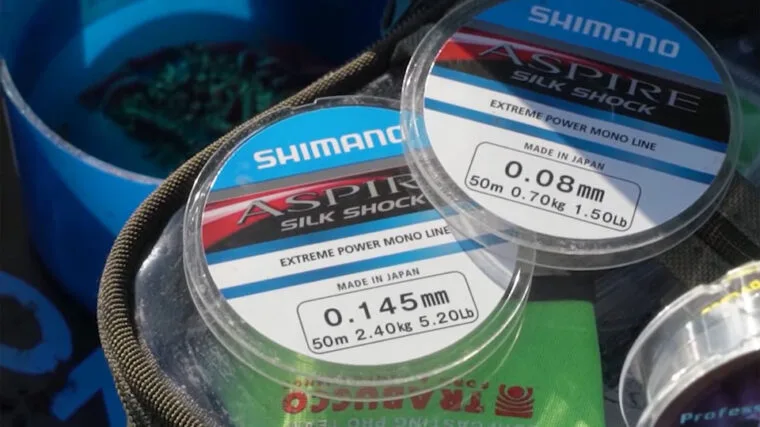 SHIMANO
ASPIRE
SILK SHOCK
EXTREME POWER MONO LINE
MADE IN JAPAN
0.08mm
50m 0.70kg 1.50Lb
SHIMANO
ASPIRE
SILK SHOCK
EXTREME POWER MONO LINE
MADE IN JAPAN
0.145mm
50m 2.40kg 5.20Lb
TRABUCCO